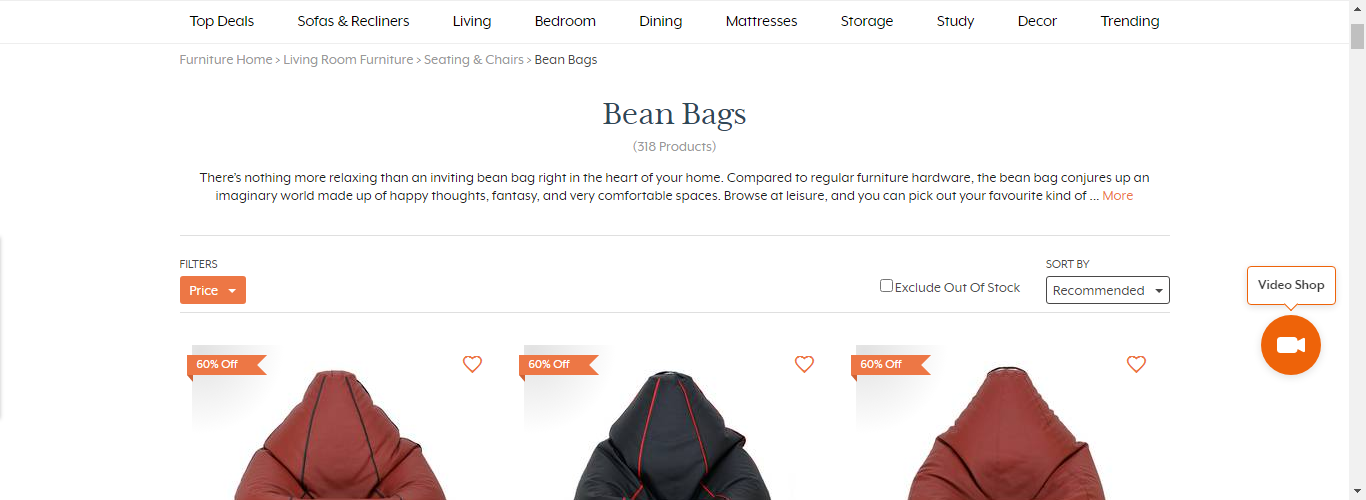 Top Deals Sofas & Recliners Living Bedroom Dining Mattresses Storage Study Decor Trending
Furniture Home > Living Room Furniture > Seating & Chairs > Bean Bags
Bean Bags
(318 Products)
There's nothing more relaxing than an inviting bean bag right in the heart of your home. Compared to regular furniture hardware, the bean bag conjures up an
imaginary world made up of happy thoughts, fantasy, and very comfortable spaces. Browse at leisure, and you can pick out your favourite kind of ... More
FILTERS
Price
Exclude Out Of Stock
SORT BY
Recommended
Video Shop
60% Off
60% Off
60% Off